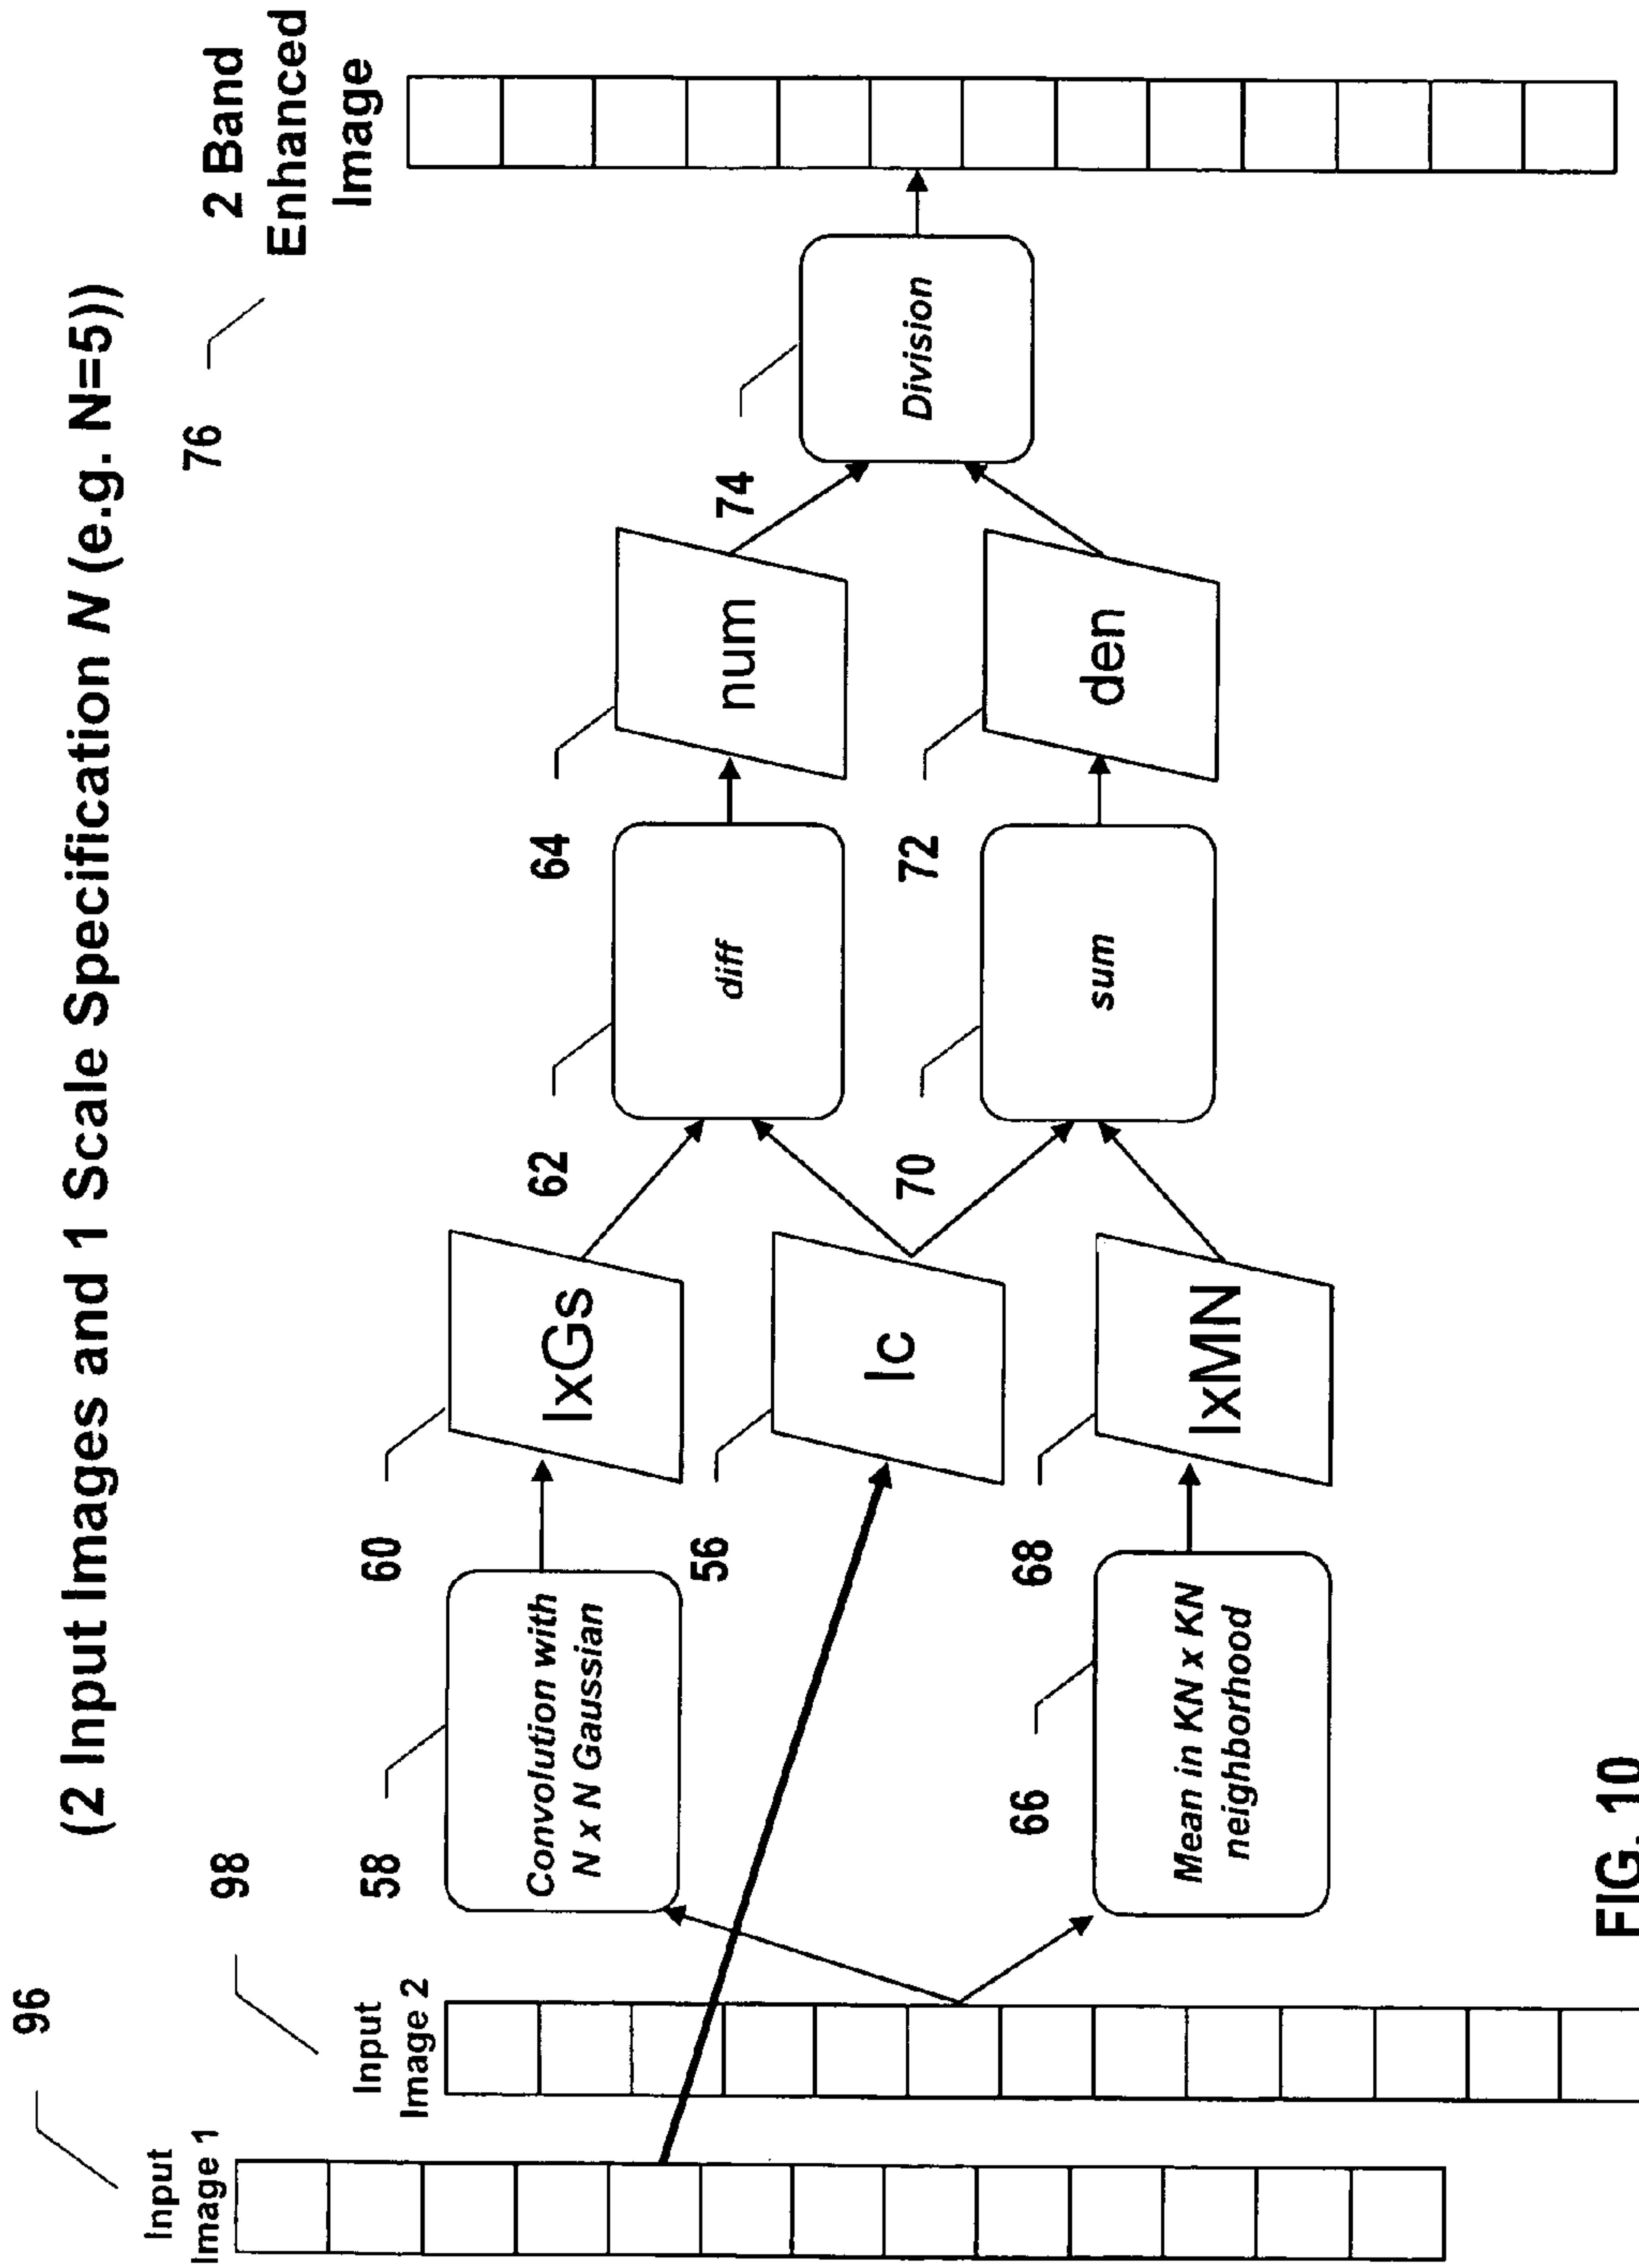 (2 Input Images and 1 Scale Specification N (e.g. N=5))
96
98
76
Input
Image 1
Input
Image 2
2 Band
Enhanced
Image
58
Convolution with
N x N Gaussian
60
IxGs
62
diff
64
num
74
Division
56
Ic
66
Mean in KN x KN
neighborhood
68
IxMN
70
sum
72
den
FIG. 10